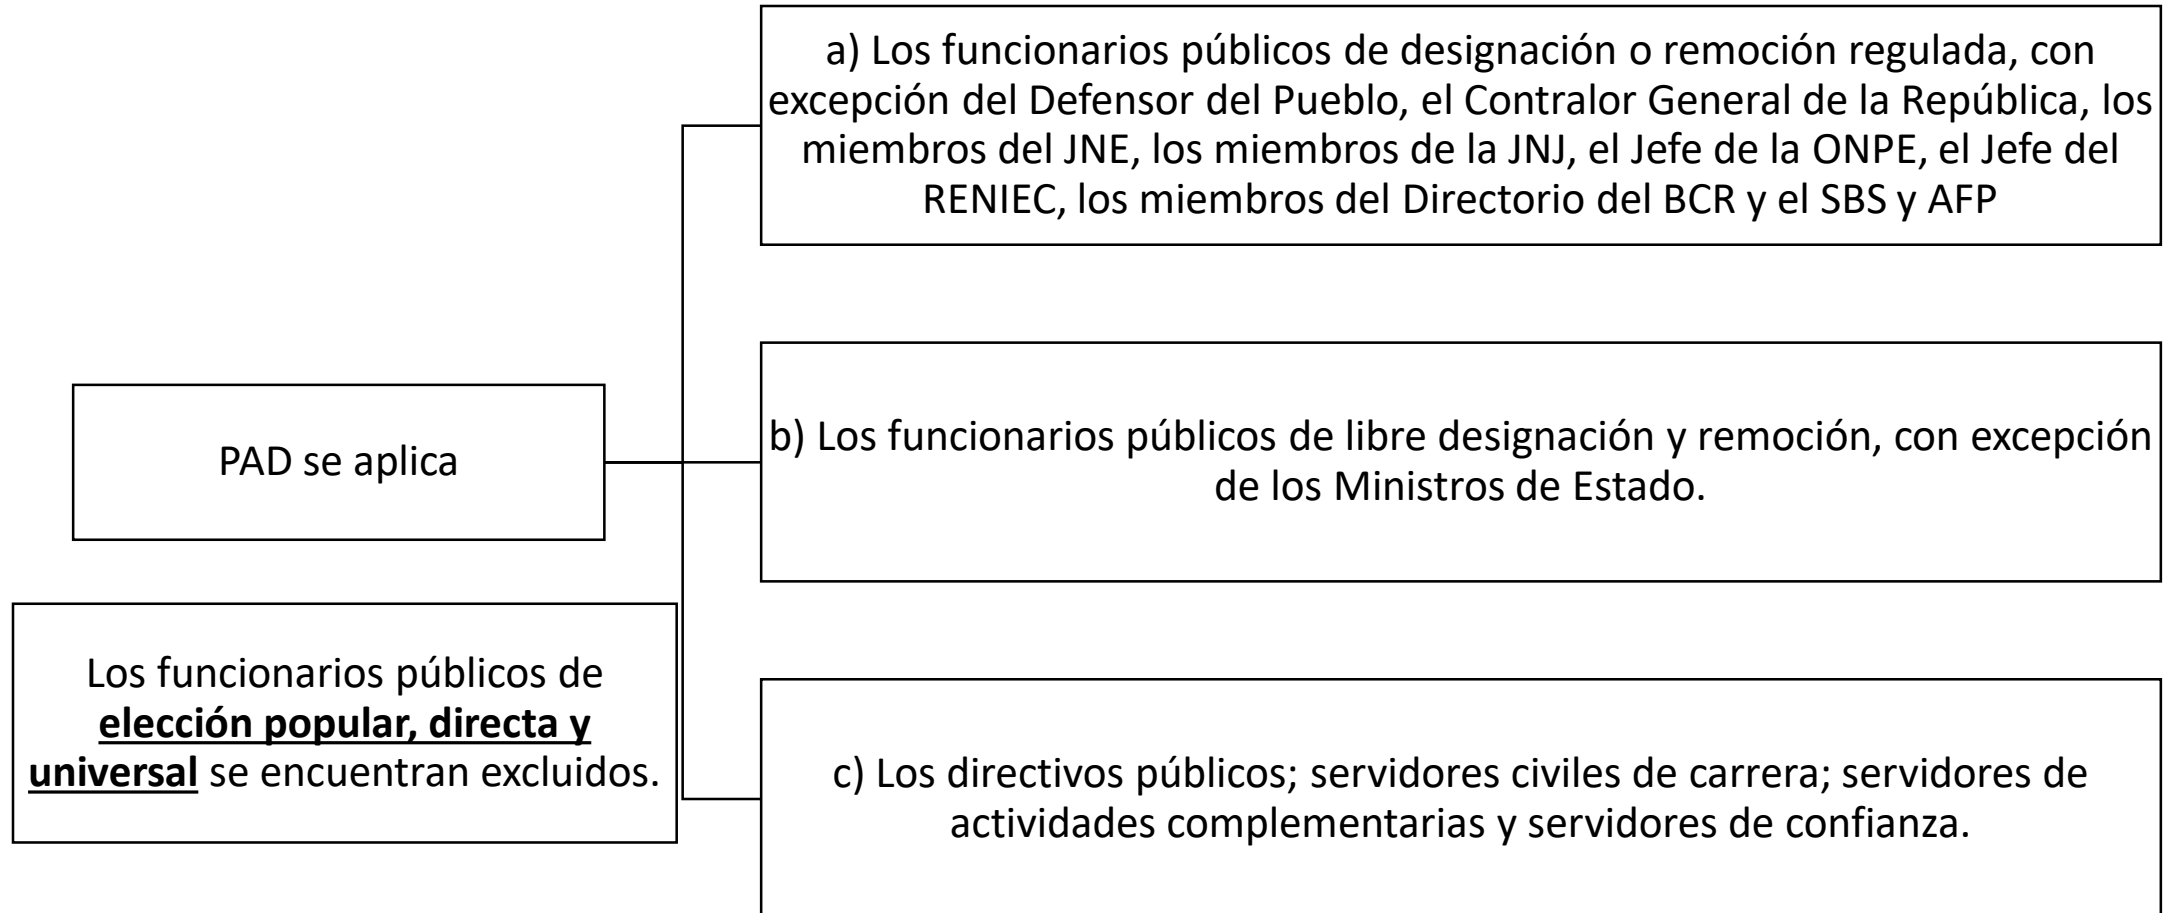 a) Los funcionarios públicos de designación o remoción regulada, con
excepción del Defensor del Pueblo, el Contralor General de la República, los
miembros del JNE, los miembros de la JNJ, el Jefe de la ONPE, el Jefe del
RENIEC, los miembros del Directorio del BCR y el SBS y AFP
PAD se aplica
b) Los funcionarios públicos de libre designación y remoción, con excepción
de los Ministros de Estado.
Los funcionarios públicos de
elección popular, directa y
universal se encuentran excluidos.
c) Los directivos públicos; servidores civiles de carrera; servidores de
actividades complementarias y servidores de confianza.